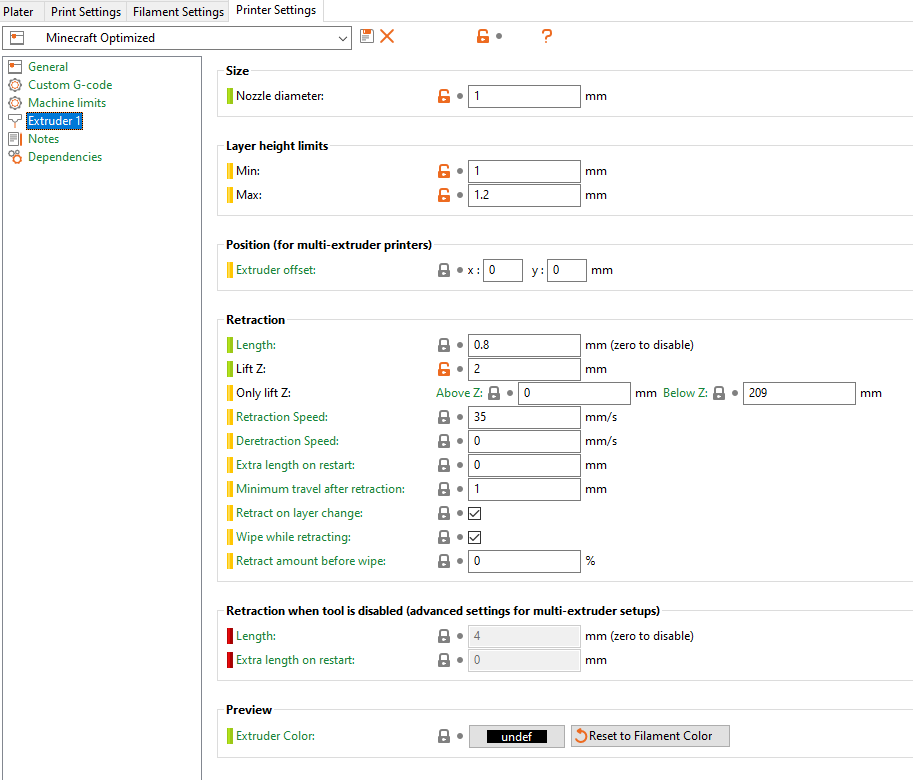 Plater Print Settings Filament Settings Printer Settings
Minecraft Optimized ?
General
Custom G-code
Machine limits
Extruder 1
Notes
Dependencies
Size
Nozzle diameter: 1 mm
Layer height limits
Min: 1 mm
Max: 1.2 mm
Position (for multi-extruder printers)
Extruder offset: x : 0 y : 0 mm
Retraction
Length: 0.8 mm (zero to disable)
Lift Z: 2 mm
Only lift Z: Above Z: 0 mm Below Z: 209 mm
Retraction Speed: 35 mm/s
Deretraction Speed: 0 mm/s
Extra length on restart: 0 mm
Minimum travel after retraction: 1 mm
Retract on layer change:
Wipe while retracting:
Retract amount before wipe: 0 %
Retraction when tool is disabled (advanced settings for multi-extruder setups)
Length: 4 mm (zero to disable)
Extra length on restart: 0 mm
Preview
Extruder Color: undef Reset to Filament Color